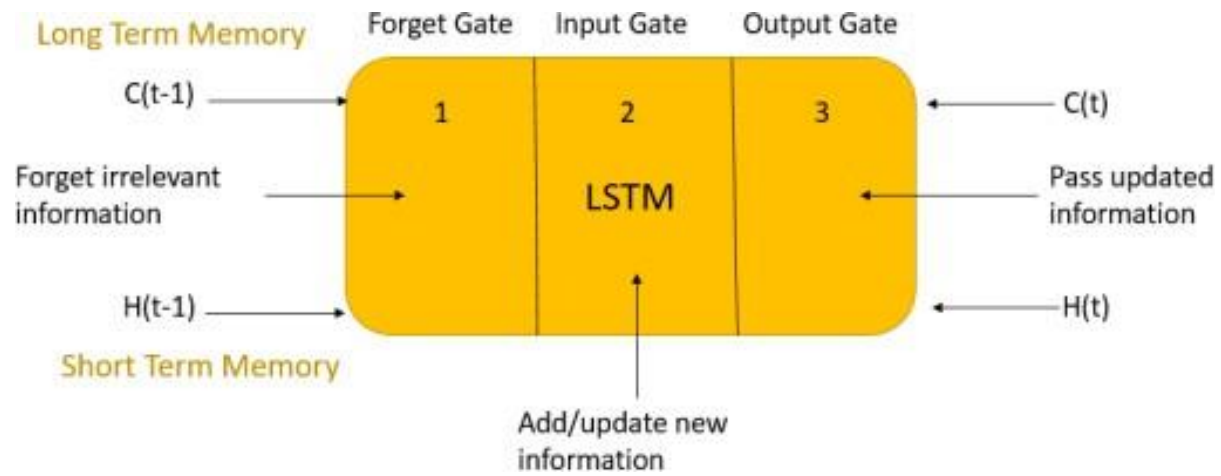 Long Term Memory
Forget Gate
Input Gate
Output Gate
C(t-1)
1
2
3
C(t)
Forget irrelevant
information
LSTM
Pass updated
information
H(t-1)
H(t)
Short Term Memory
Add/update new
information